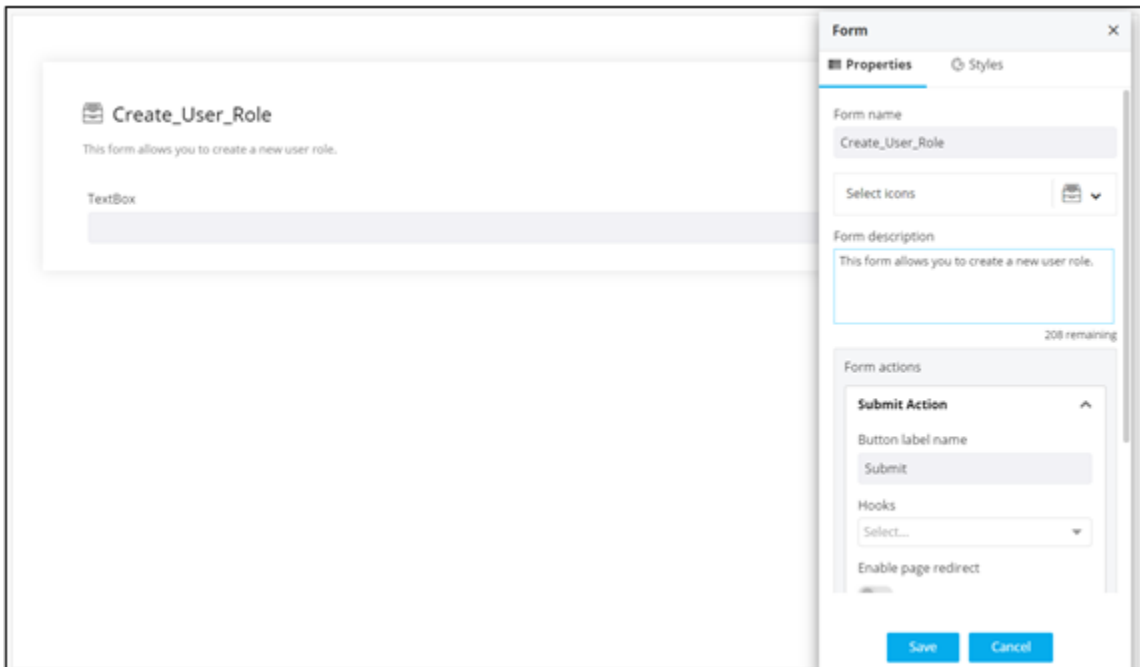 Create_User_Role
This form allows you to create a new user role.
TextBox
Form
Properties
Styles
Form name
Create_User_Role
Select icons
Form description
This form allows you to create a new user role.
208 remaining
Form actions
Submit Action
Button label name
Submit
Hooks
Select...
Enable page redirect
Save
Cancel